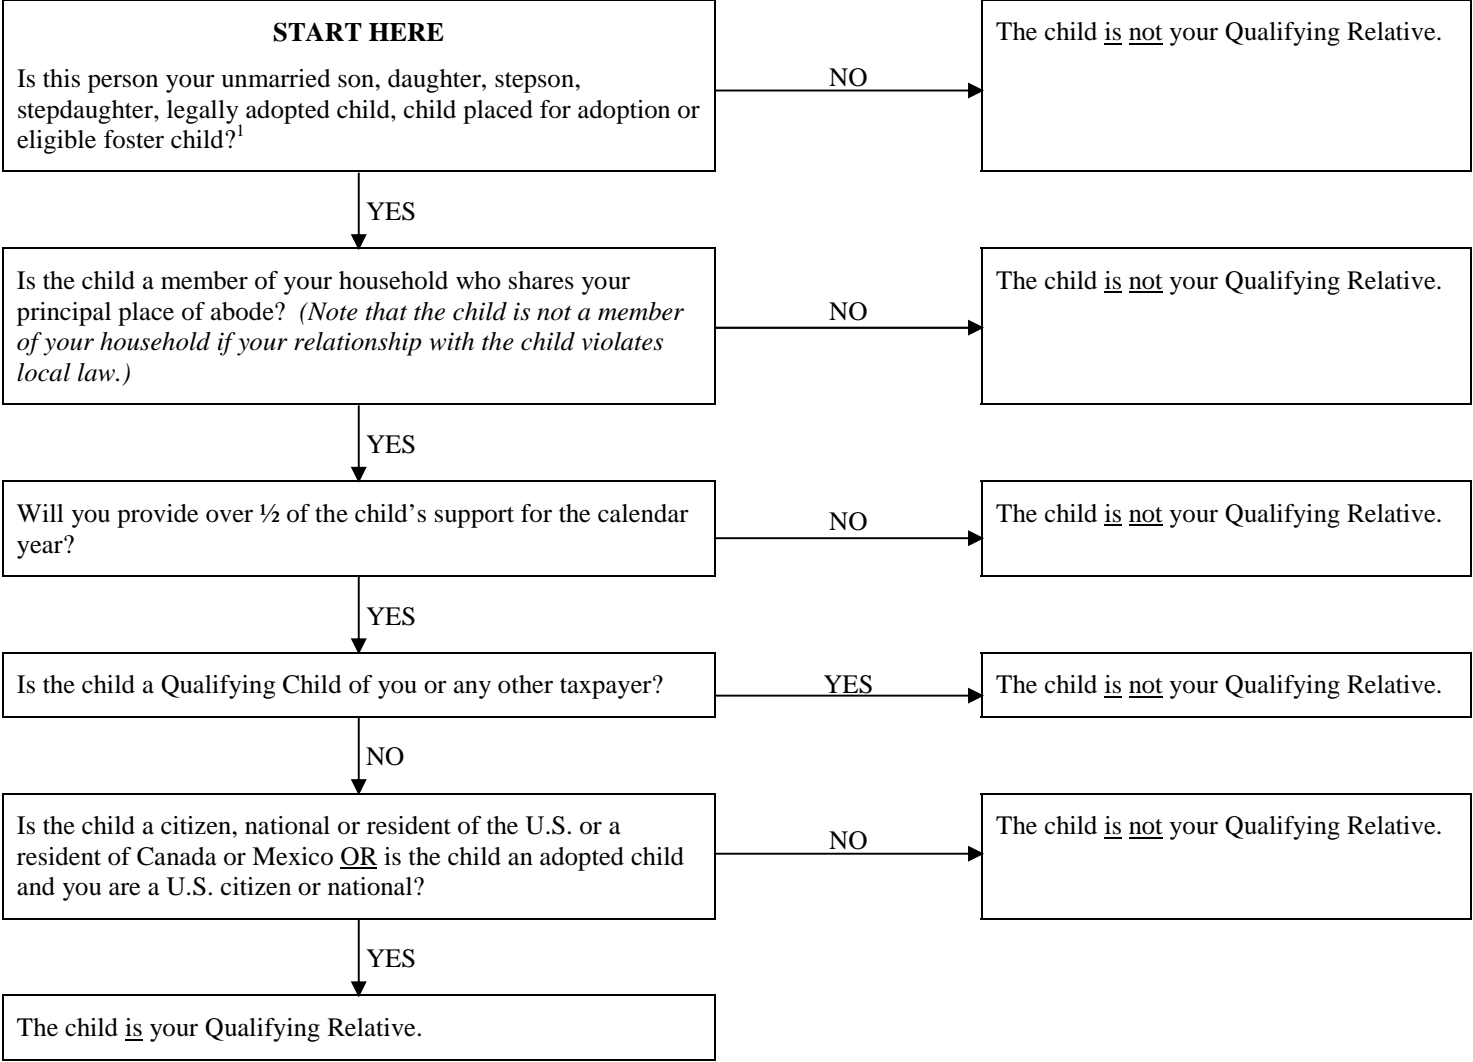 START HERE
Is this person your unmarried son, daughter, stepson,
stepdaughter, legally adopted child, child placed for adoption or
eligible foster child?1
NO
The child is not your Qualifying Relative.
YES
Is the child a member of your household who shares your
principal place of abode? (Note that the child is not a member
of your household if your relationship with the child violates
local law.)
NO
The child is not your Qualifying Relative.
YES
Will you provide over ½ of the child’s support for the calendar
year?
NO
The child is not your Qualifying Relative.
YES
Is the child a Qualifying Child of you or any other taxpayer?
YES
The child is not your Qualifying Relative.
NO
Is the child a citizen, national or resident of the U.S. or a
resident of Canada or Mexico OR is the child an adopted child
and you are a U.S. citizen or national?
NO
The child is not your Qualifying Relative.
YES
The child is your Qualifying Relative.